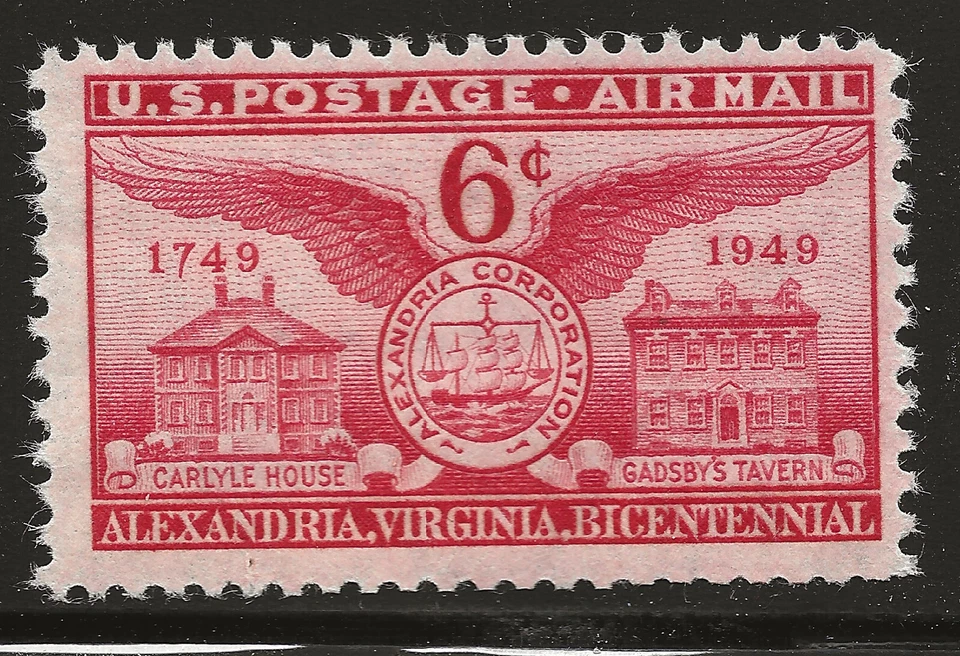 U.S. POSTAGE • AIR MAIL
6¢
1749
1949
ALEXANDRIA CORPORATION
CARLYLE HOUSE
GADSBY'S TAVERN
ALEXANDRIA, VIRGINIA, BICENTENNIAL